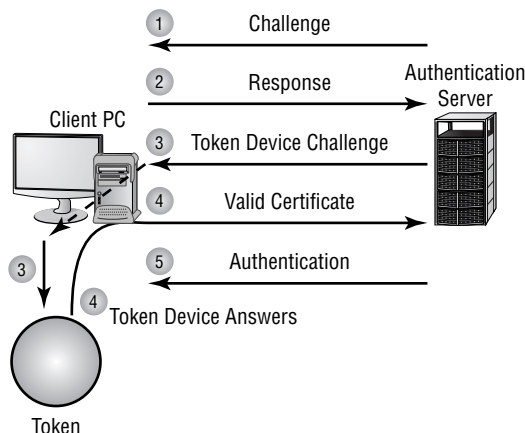 1 Challenge
2 Response
Authentication
Server
Client PC
3 Token Device Challenge
4 Valid Certificate
5 Authentication
3
4 Token Device Answers
Token